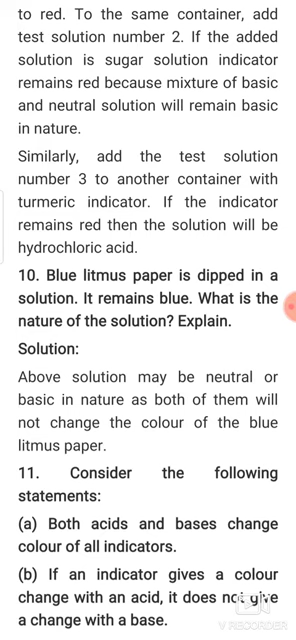 to red. To the same container, add
test solution number 2. If the added
solution is sugar solution indicator
remains red because mixture of basic
and neutral solution will remain basic
in nature.
Similarly, add the test solution
number 3 to another container with
turmeric indicator. If the indicator
remains red then the solution will be
hydrochloric acid.
10. Blue litmus paper is dipped in a
solution. It remains blue. What is the
nature of the solution? Explain.
Solution:
Above solution may be neutral or
basic in nature as both of them will
not change the colour of the blue
litmus paper.
11. Consider the following
statements:
(a) Both acids and bases change
colour of all indicators.
(b) If an indicator gives a colour
change with an acid, it does not give
a change with a base.
V RECORDER